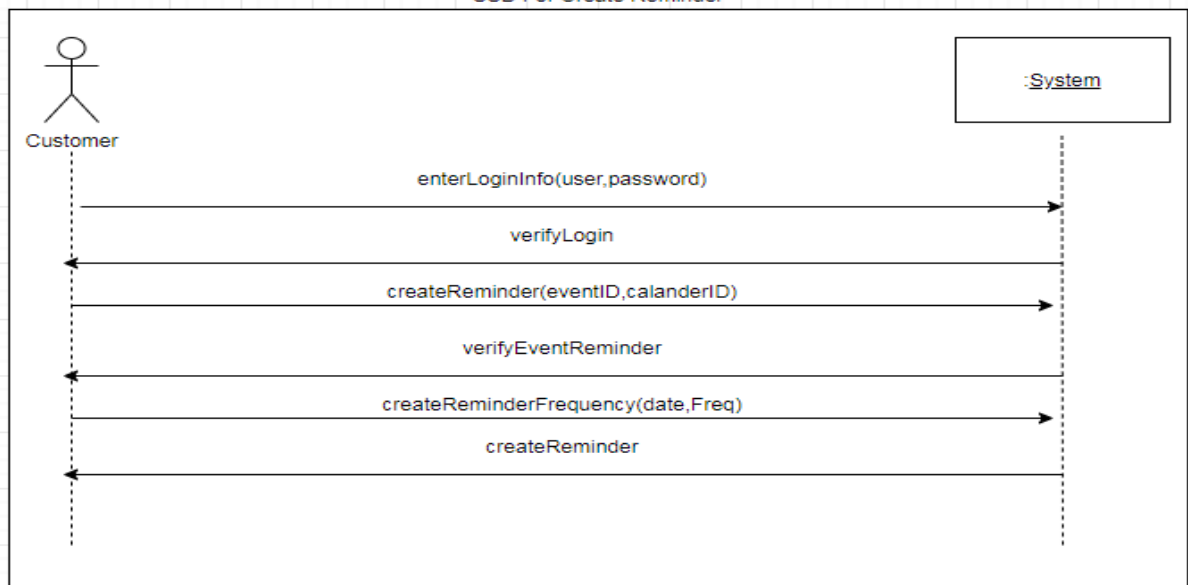 Customer
:System
enterLoginInfo(user,password)
verifyLogin
createReminder(eventID,calanderID)
verifyEventReminder
createReminderFrequency(date,Freq)
createReminder